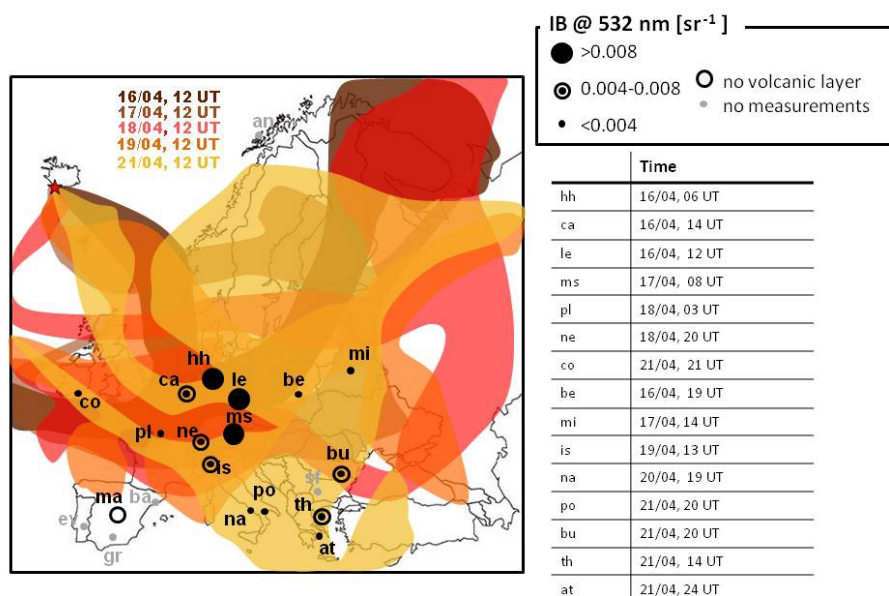 IB @ 532 nm [sr⁻¹]
>0.008
0.004-0.008
no volcanic layer
<0.004
no measurements
16/04, 12 UT
17/04, 12 UT
18/04, 12 UT
19/04, 12 UT
21/04, 12 UT
an
hh
ca
le
be
mi
co
ms
pl
ne
is
bu
sf
ma
ba
ev
gr
na
po
th
at
Time
hh 16/04, 06 UT
ca 16/04, 14 UT
le 16/04, 12 UT
ms 17/04, 08 UT
pl 18/04, 03 UT
ne 18/04, 20 UT
co 21/04, 21 UT
be 16/04, 19 UT
mi 17/04, 14 UT
is 19/04, 13 UT
na 20/04, 19 UT
po 21/04, 20 UT
bu 21/04, 20 UT
th 21/04, 14 UT
at 21/04, 24 UT